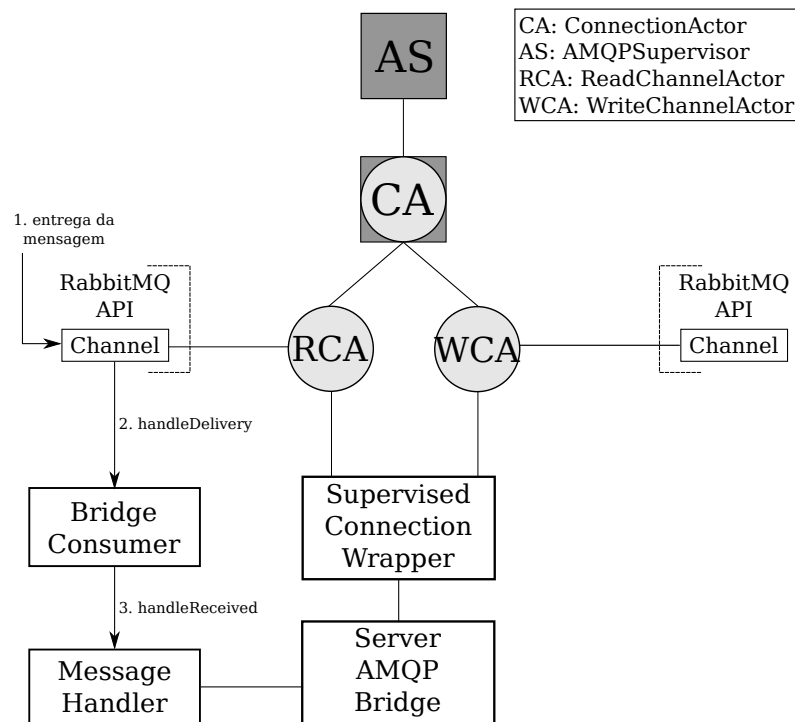 AS
CA: ConnectionActor
AS: AMQPSupervisor
RCA: ReadChannelActor
WCA: WriteChannelActor
CA
1. entrega da
mensagem
RabbitMQ
API
Channel
RCA
WCA
RabbitMQ
API
Channel
2. handleDelivery
Bridge
Consumer
Supervised
Connection
Wrapper
3. handleReceived
Message
Handler
Server
AMQP
Bridge